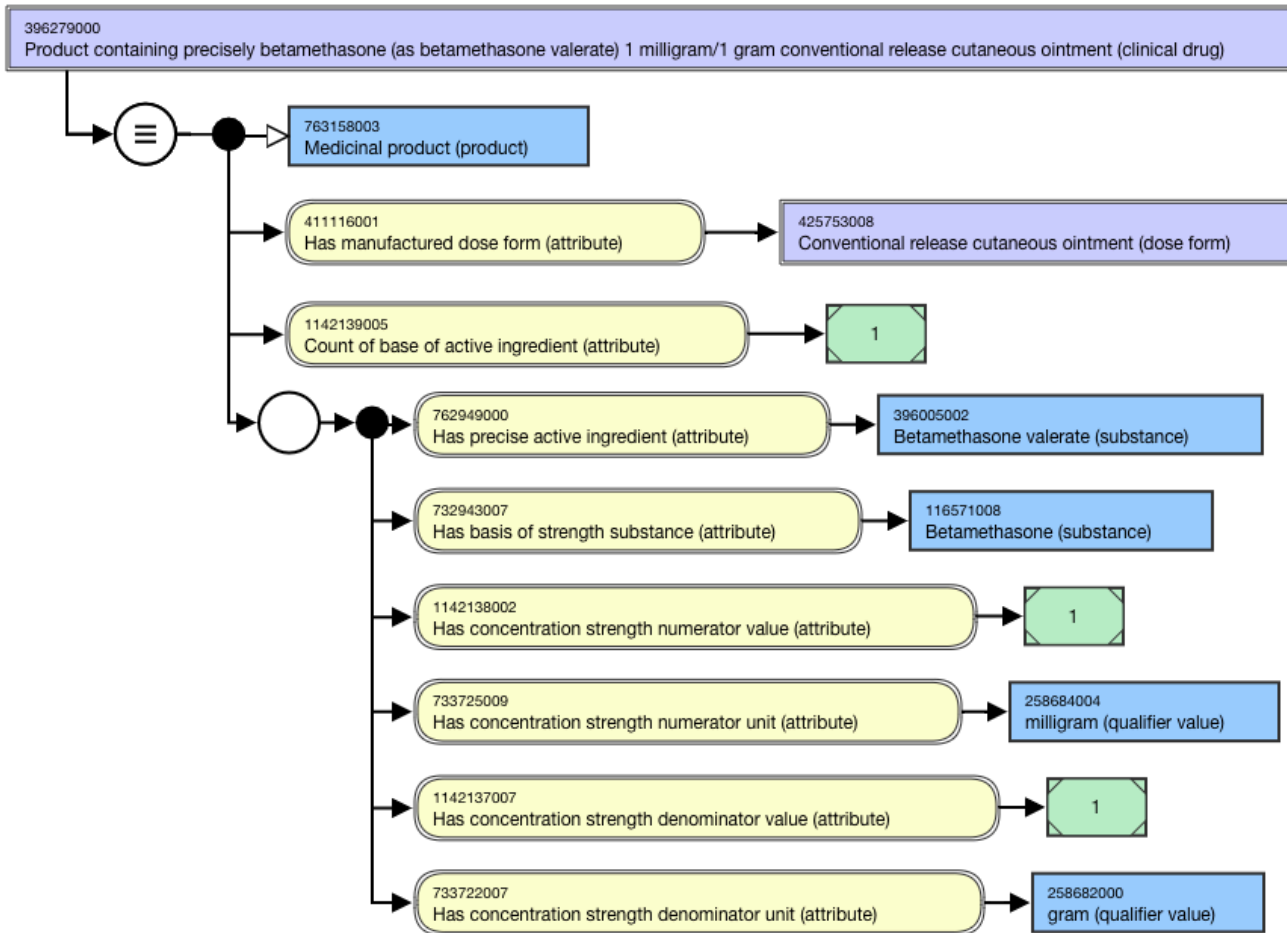 396279000
Product containing precisely betamethasone (as betamethasone valerate) 1 milligram/1 gram conventional release cutaneous ointment (clinical drug)
763158003
Medicinal product (product)
411116001
Has manufactured dose form (attribute)
425753008
Conventional release cutaneous ointment (dose form)
1142139005
Count of base of active ingredient (attribute)
1
762949000
Has precise active ingredient (attribute)
396005002
Betamethasone valerate (substance)
732943007
Has basis of strength substance (attribute)
116571008
Betamethasone (substance)
1142138002
Has concentration strength numerator value (attribute)
1
733725009
Has concentration strength numerator unit (attribute)
258684004
milligram (qualifier value)
1142137007
Has concentration strength denominator value (attribute)
1
733722007
Has concentration strength denominator unit (attribute)
258682000
gram (qualifier value)